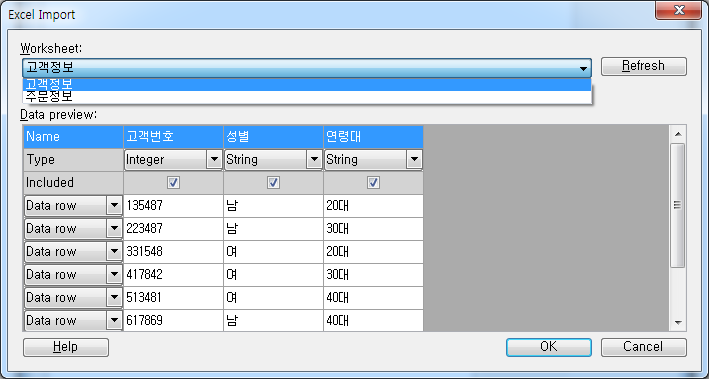 Excel Import
Worksheet:
고객정보
Refresh
고객정보
주문정보
Data preview:
Name 고객번호 성별 연령대
Type Integer String String
Included
Data row 135487 남 20대
Data row 223487 남 30대
Data row 331548 여 20대
Data row 417842 여 30대
Data row 513481 여 40대
Data row 617869 남 40대
Help OK Cancel